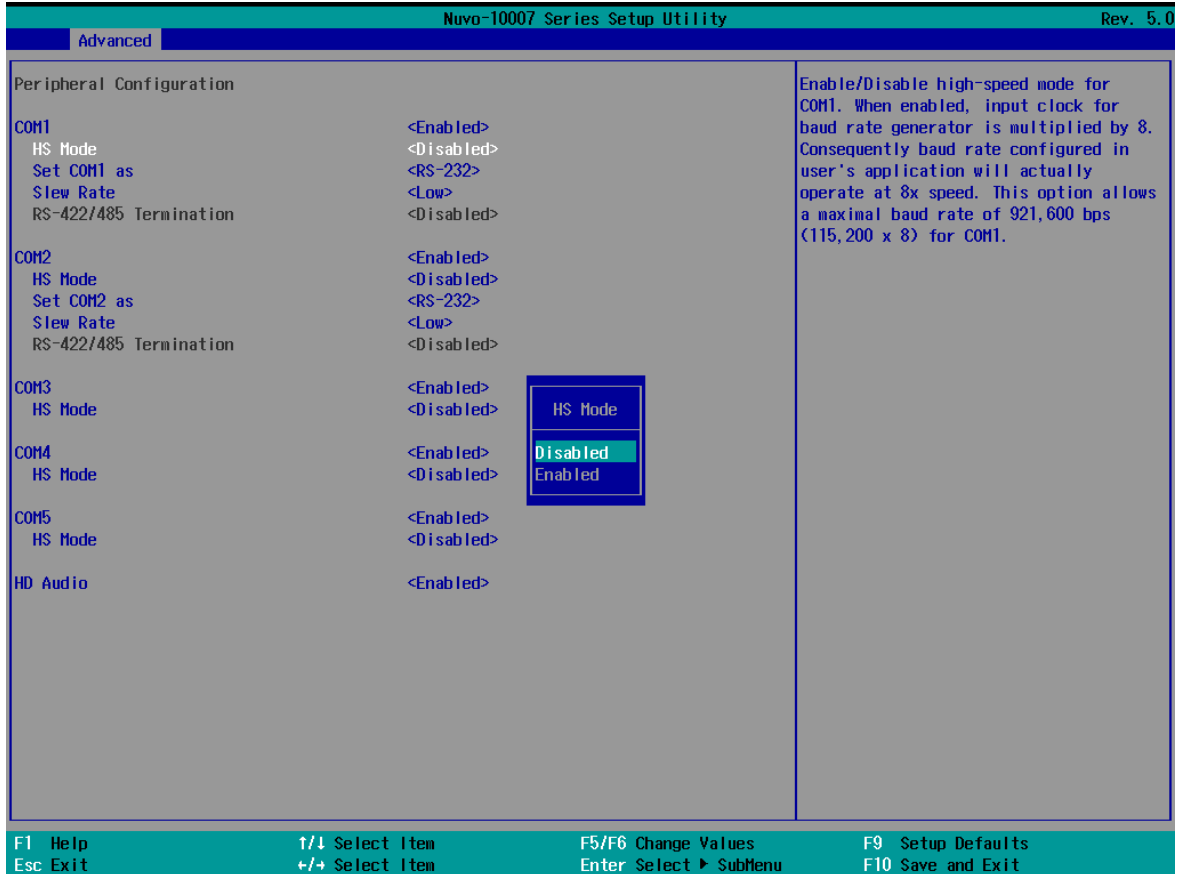 Nuvo-10007 Series Setup Utility Rev. 5.0
Advanced
Peripheral Configuration
COM1 <Enabled>
HS Mode <Disabled>
Set COM1 as <RS-232>
Slew Rate <Low>
RS-422/485 Termination <Disabled>
COM2 <Enabled>
HS Mode <Disabled>
Set COM2 as <RS-232>
Slew Rate <Low>
RS-422/485 Termination <Disabled>
COM3 <Enabled>
HS Mode <Disabled>
COM4 <Enabled>
HS Mode <Disabled>
COM5 <Enabled>
HS Mode <Disabled>
HD Audio <Enabled>
HS Mode
Disabled
Enabled
Enable/Disable high-speed mode for
COM1. When enabled, input clock for
baud rate generator is multiplied by 8.
Consequently baud rate configured in
user's application will actually
operate at 8x speed. This option allows
a maximal baud rate of 921,600 bps
(115,200 x 8) for COM1.
F1 Help ↑/↓ Select Item F5/F6 Change Values F9 Setup Defaults
Esc Exit ←/→ Select Item Enter Select ▶ SubMenu F10 Save and Exit